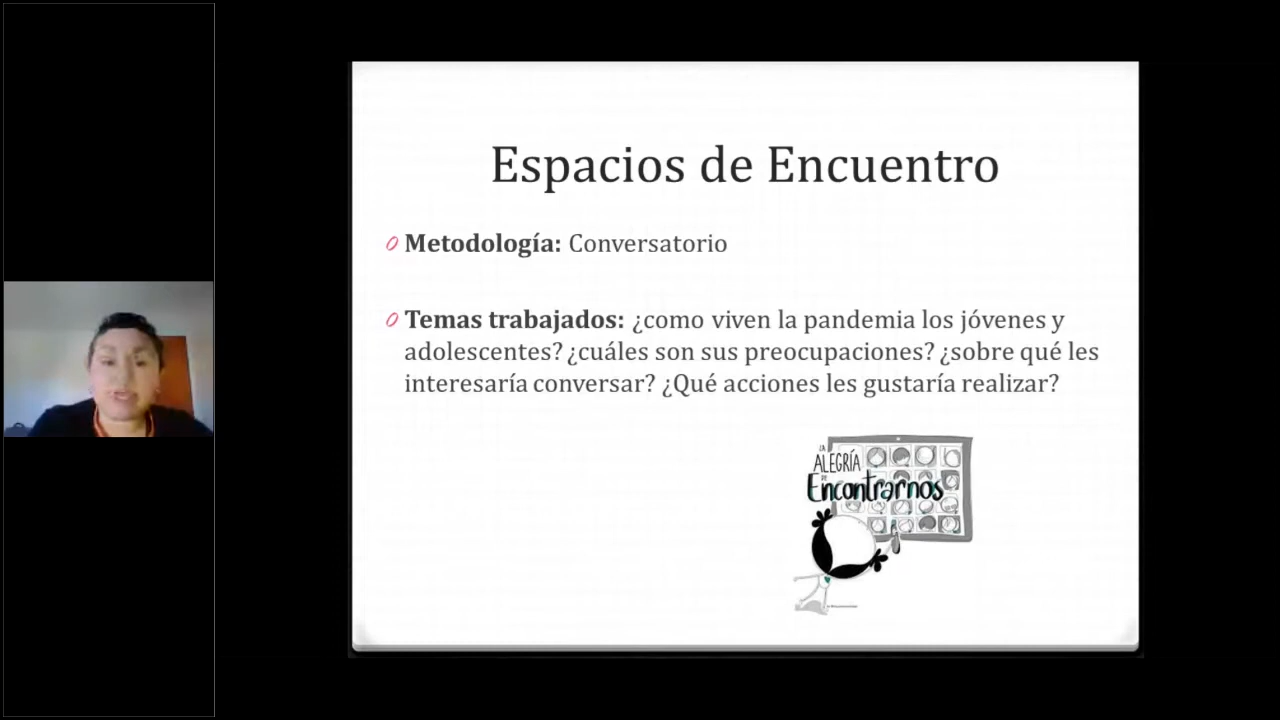 Espacios de Encuentro
Metodología: Conversatorio
Temas trabajados: ¿como viven la pandemia los jóvenes y
adolescentes? ¿cuáles son sus preocupaciones? ¿sobre qué les
interesaría conversar? ¿Qué acciones les gustaría realizar?
LA
ALEGRÍA
DE
Encontrarnos